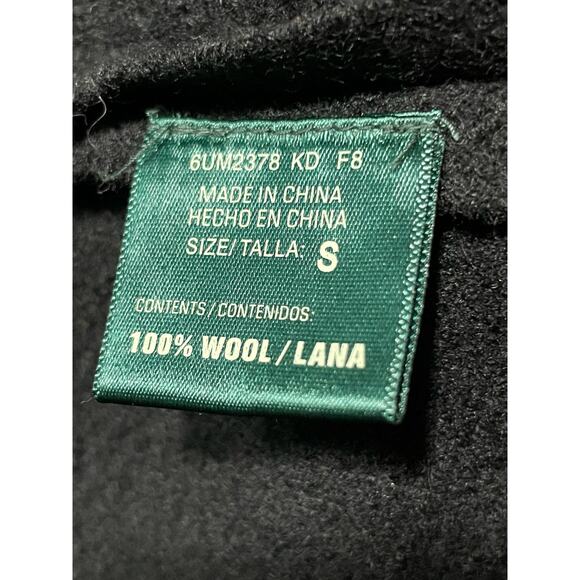 6UM2378 KD F8
MADE IN CHINA
HECHO EN CHINA
SIZE/TALLA: S
CONTENTS/CONTENIDOS:
100% WOOL/LANA